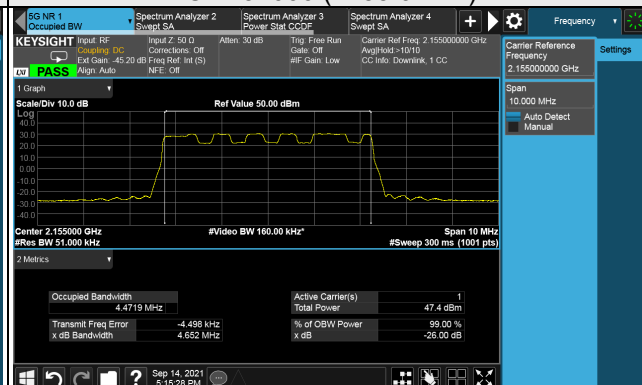 5G NR 1
Occupied BW
Spectrum Analyzer 2
Swept SA
Spectrum Analyzer 3
Power Stat CCDF
Spectrum Analyzer 4
Swept SA
Frequency
KEYSIGHT
Input: RF
Coupling: DC
Ext Gain: -45.20 dB
Align: Auto
Input Z: 50 Ω
Corrections: Off
Freq Ref: Int (S)
NFE: Off
Atten: 30 dB
Trig: Free Run
Gate: Off
#IF Gain: Low
Carrier Ref Freq: 2.155000000 GHz
Avg|Hold:>10/10
CC Info: Downlink, 1 CC
LXI
PASS
Carrier Reference
Frequency
2.155000000 GHz
Settings
Span
10.000 MHz
Auto Detect
Manual
1 Graph
Scale/Div 10.0 dB
Ref Value 50.00 dBm
Log
40.0
30.0
20.0
10.0
0.00
-10.0
-20.0
-30.0
-40.0
Center 2.155000 GHz
#Video BW 160.00 kHz*
Span 10 MHz
#Res BW 51.000 kHz
#Sweep 300 ms (1001 pts)
2 Metrics
Occupied Bandwidth
4.4719 MHz
Active Carrier(s) 1
Total Power 47.4 dBm
Transmit Freq Error -4.498 kHz
% of OBW Power 99.00 %
x dB Bandwidth 4.652 MHz
x dB -26.00 dB
?
Sep 14, 2021
5:15:28 PM